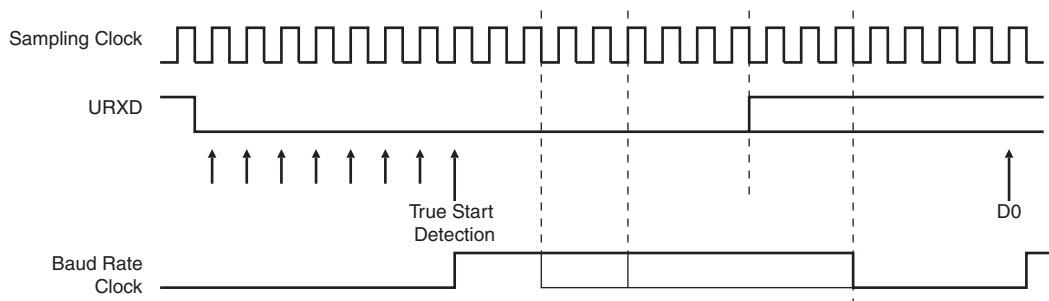 Sampling Clock
URXD
True Start
Detection
D0
Baud Rate
Clock